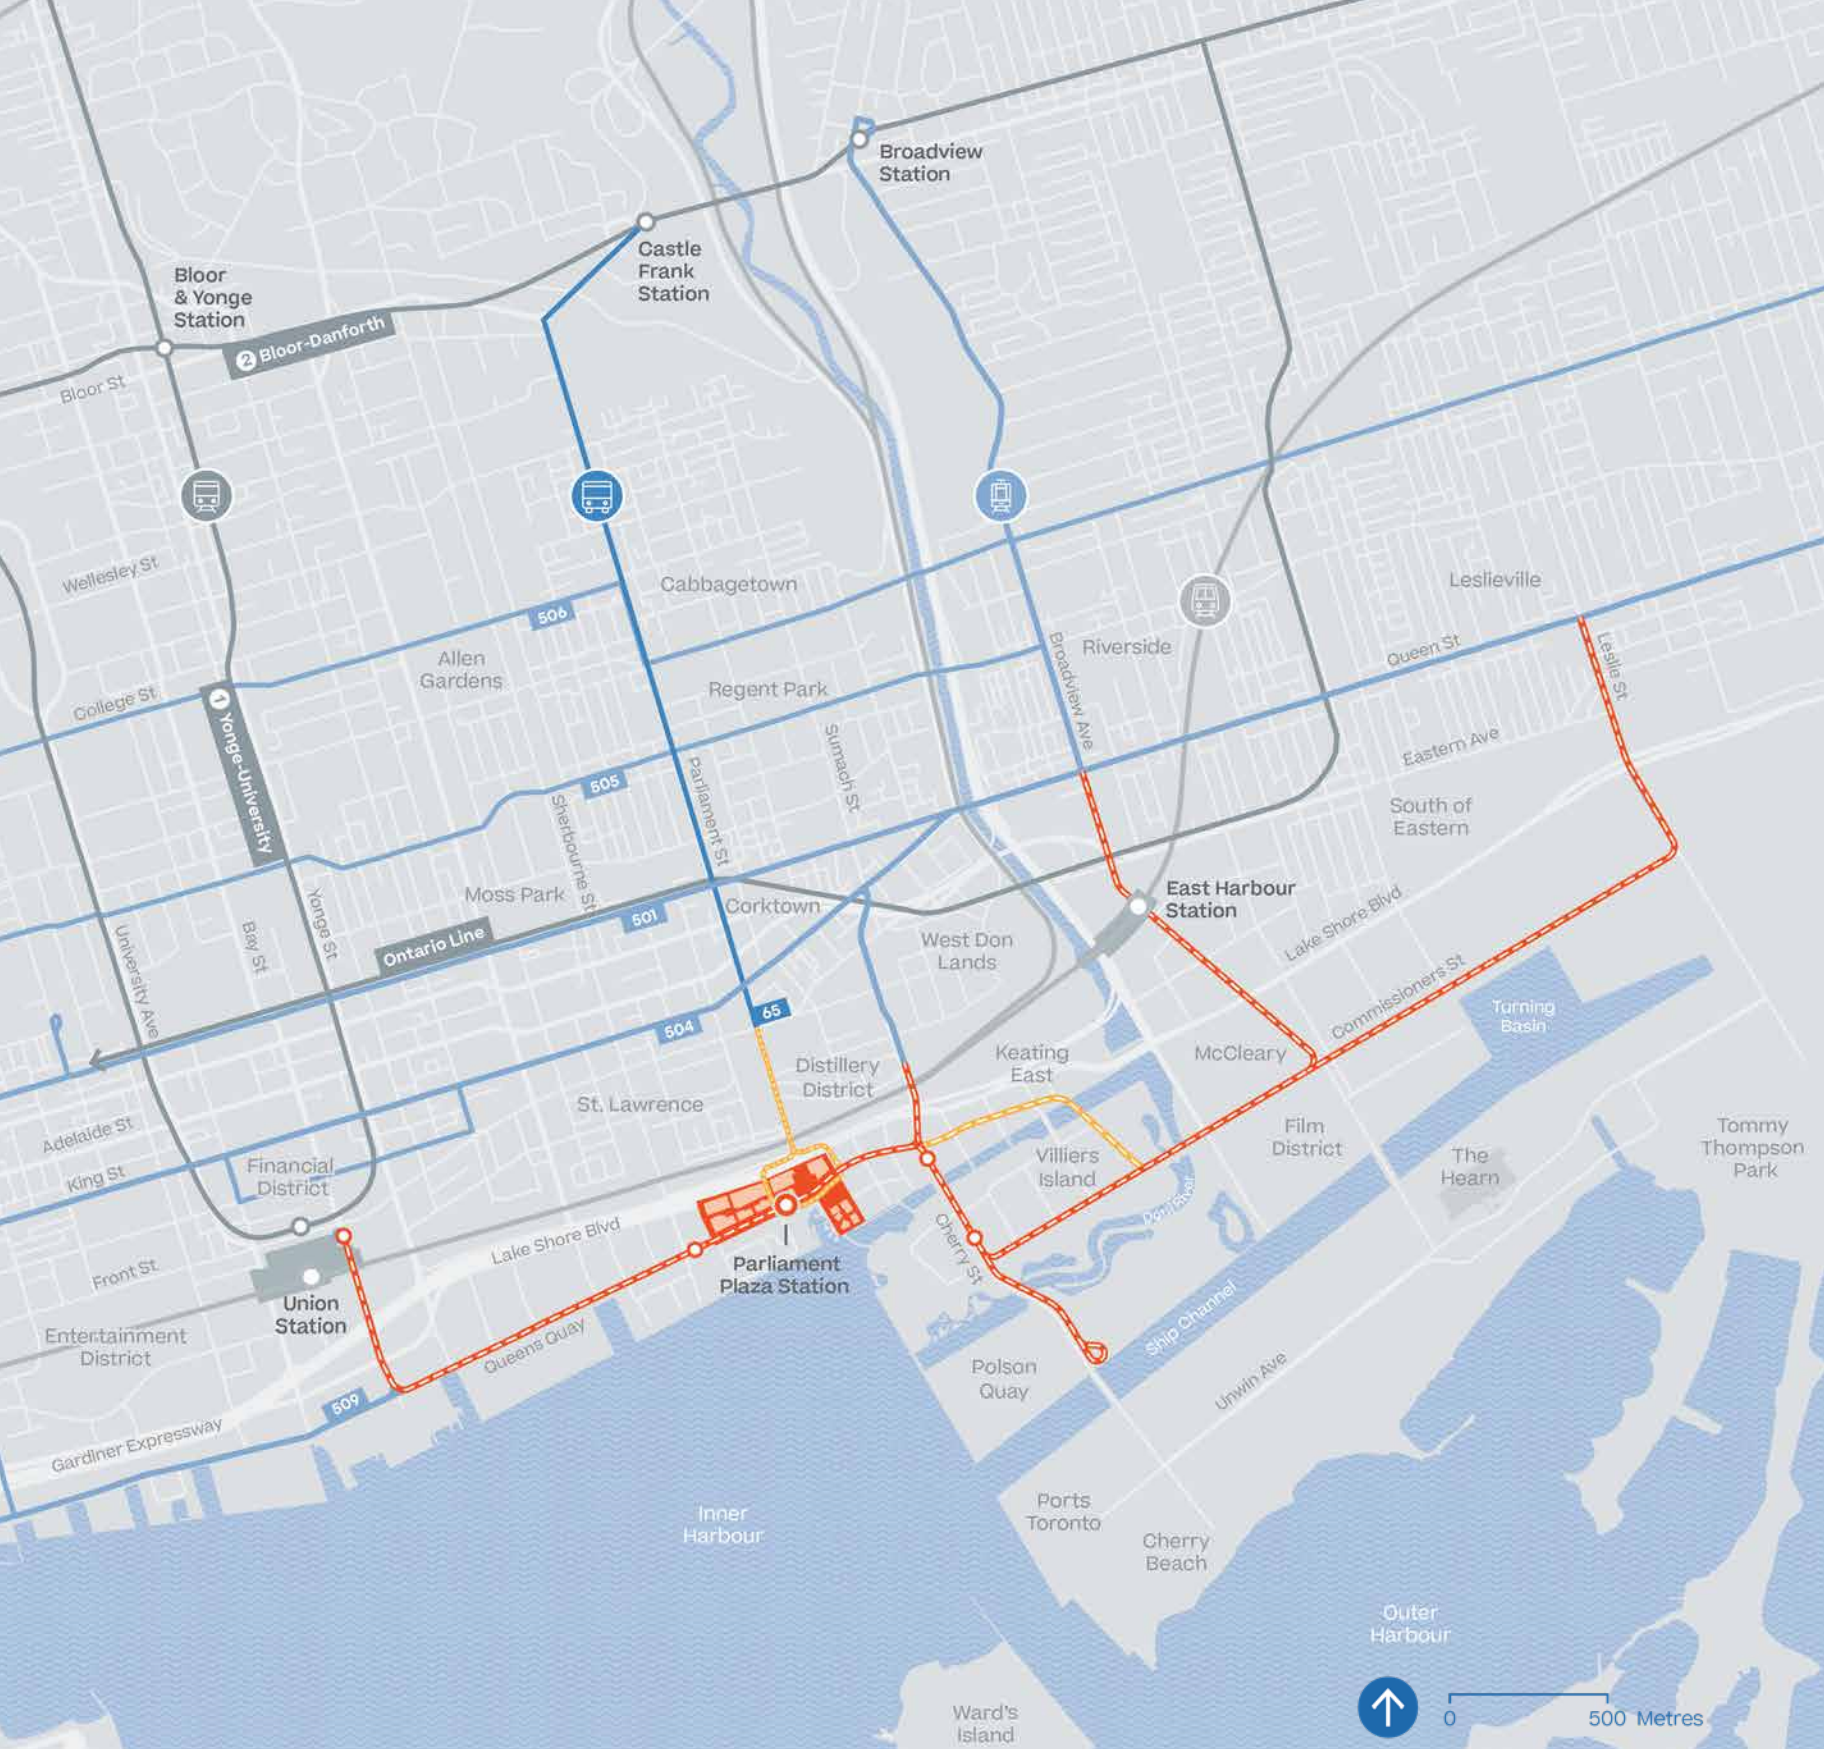 Broadview
Station
Castle
Frank
Station
Bloor
& Yonge
Station
2 Bloor-Danforth
Bloor St
Wellesley St
506
Cabbagetown
Leslieville
Riverside
Broadview Ave
Queen St
Leslie St
Allen
Gardens
College St
1 Yonge-University
Regent Park
Sumach St
505
Parliament St
Sherbourne St
Eastern Ave
South of
Eastern
Moss Park
Corktown
501
East Harbour
Station
Yonge St
Bay St
University Ave
Ontario Line
West Don
Lands
Lake Shore Blvd
Commissioners St
Turning
Basin
65
504
Distillery
District
Keating
East
McCleary
St. Lawrence
Adelaide St
King St
Financial
District
Villiers
Island
Film
District
The
Hearn
Tommy
Thompson
Park
Don River
Cherry St
Lake Shore Blvd
Parliament
Plaza Station
Front St
Union
Station
Entertainment
District
Queens Quay
Ship Channel
Polson
Quay
Unwin Ave
509
Gardiner Expressway
Inner
Harbour
Ports
Toronto
Cherry
Beach
Outer
Harbour
Ward's
Island
0 500 Metres